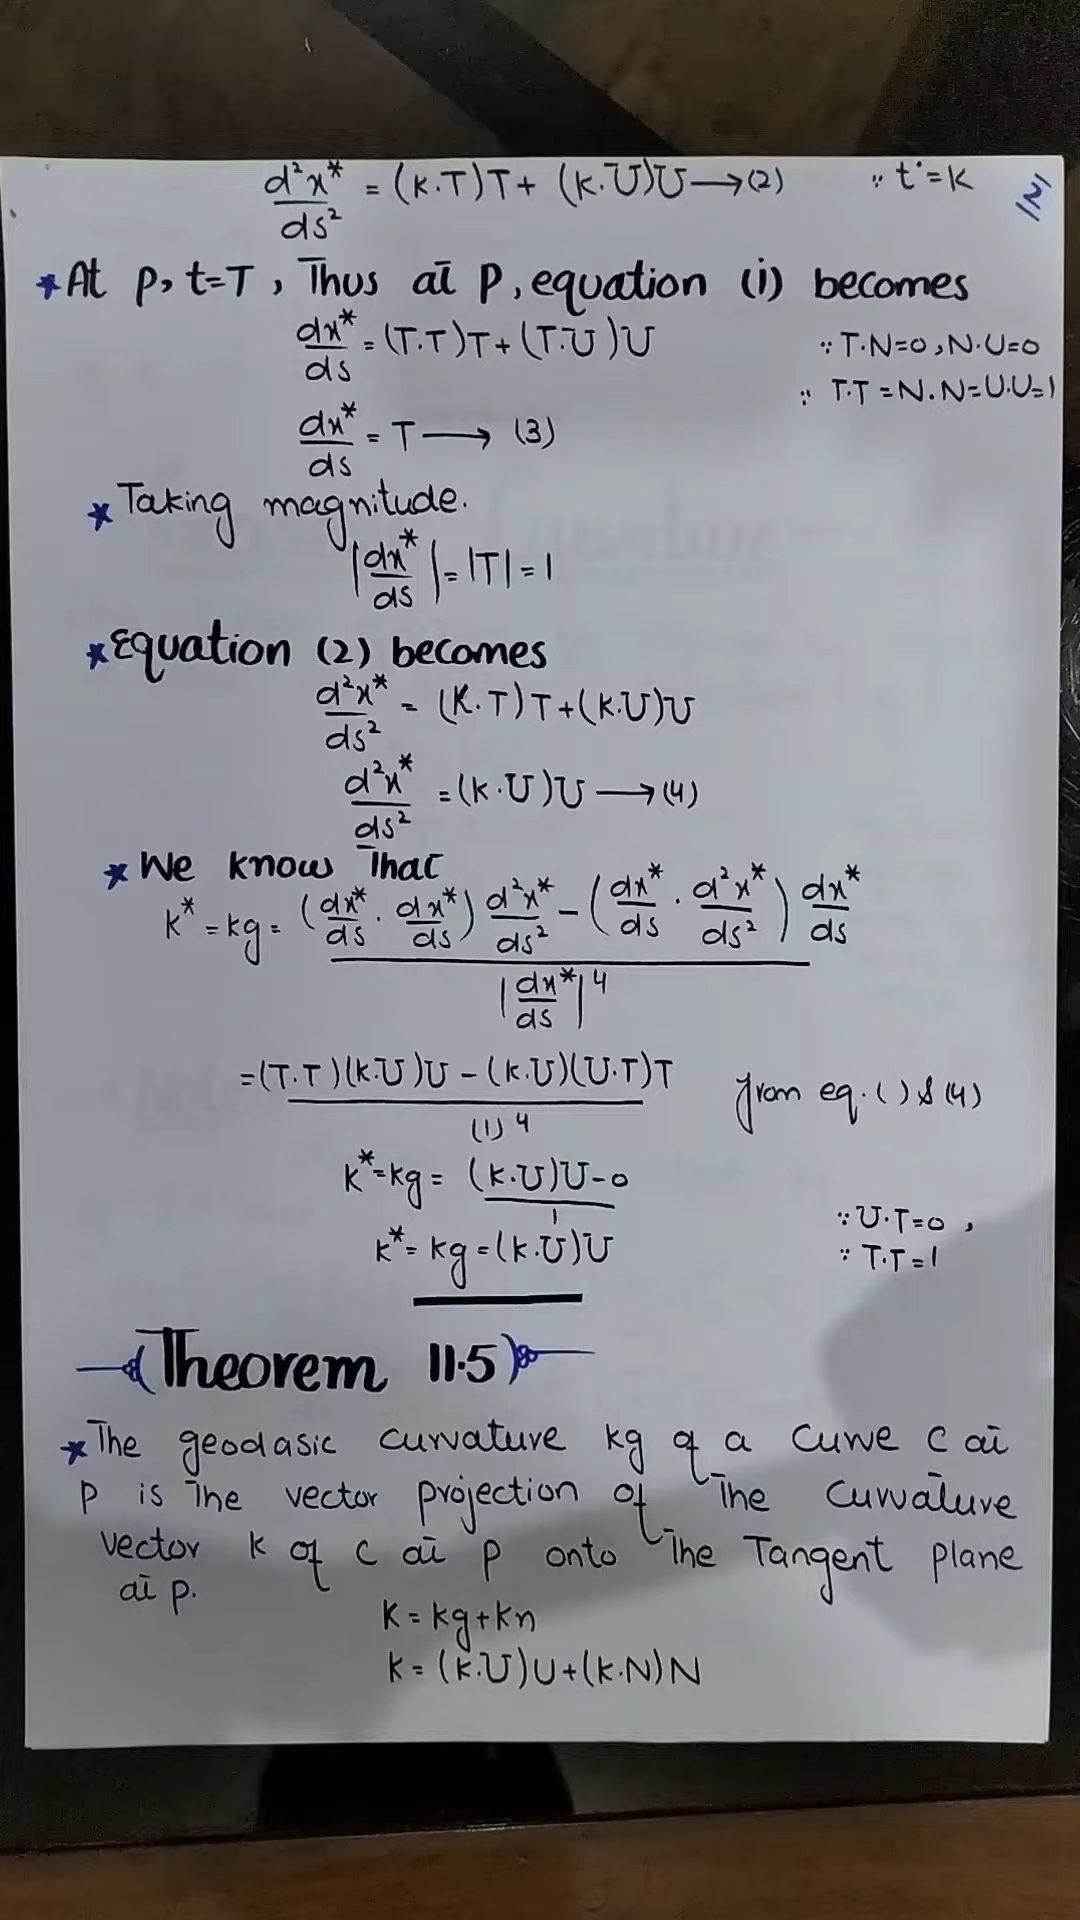 d²x*/ds² = (k.T)T + (k.U)U → (2) ∵ t˙=k
12
* At p, t=T, Thus at P, equation (i) becomes
dx*/ds = (T.T)T + (T.U)U ∵ T.N=0, N.U=0
∵ T.T = N.N = U.U = 1
dx*/ds = T → (3)
* Taking magnitude.
|dx*/ds| = |T| = 1
* Equation (2) becomes
d²x*/ds² = (K.T)T + (K.U)U
d²x*/ds² = (k.U)U → (4)
* We know That
k* = kg = (dx*/ds . dx*/ds) d²x*/ds² - (dx*/ds . d²x*/ds²) dx*/ds
|dx*/ds|⁴
= (T.T)(k.U)U - (k.U)(U.T)T from eq.( ) & (4)
(1)⁴
k* = kg = (k.U)U - 0
1
∵ U.T=0,
k* = kg = (k.U)U ∵ T.T=1
Theorem 11.5
* The geodasic curvature kg of a curve C at
P is The vector projection of The Curvature
vector k of C at p onto The Tangent plane
at p.
K = kg + kn
k = (k.U)U + (k.N)N